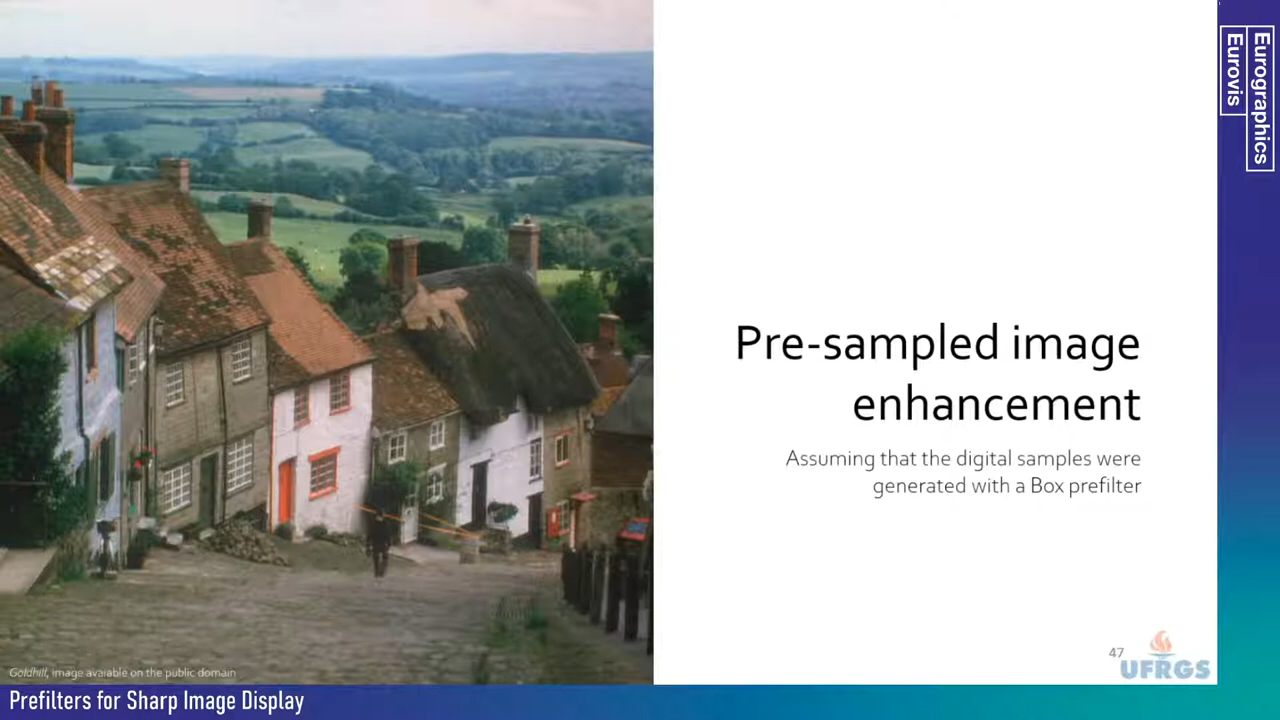 Pre-sampled image
enhancement
Assuming that the digital samples were
generated with a Box prefilter
Goldhill, image avaiable on the public domain
47
UFRGS
Prefilters for Sharp Image Display
Eurographics
Eurovis